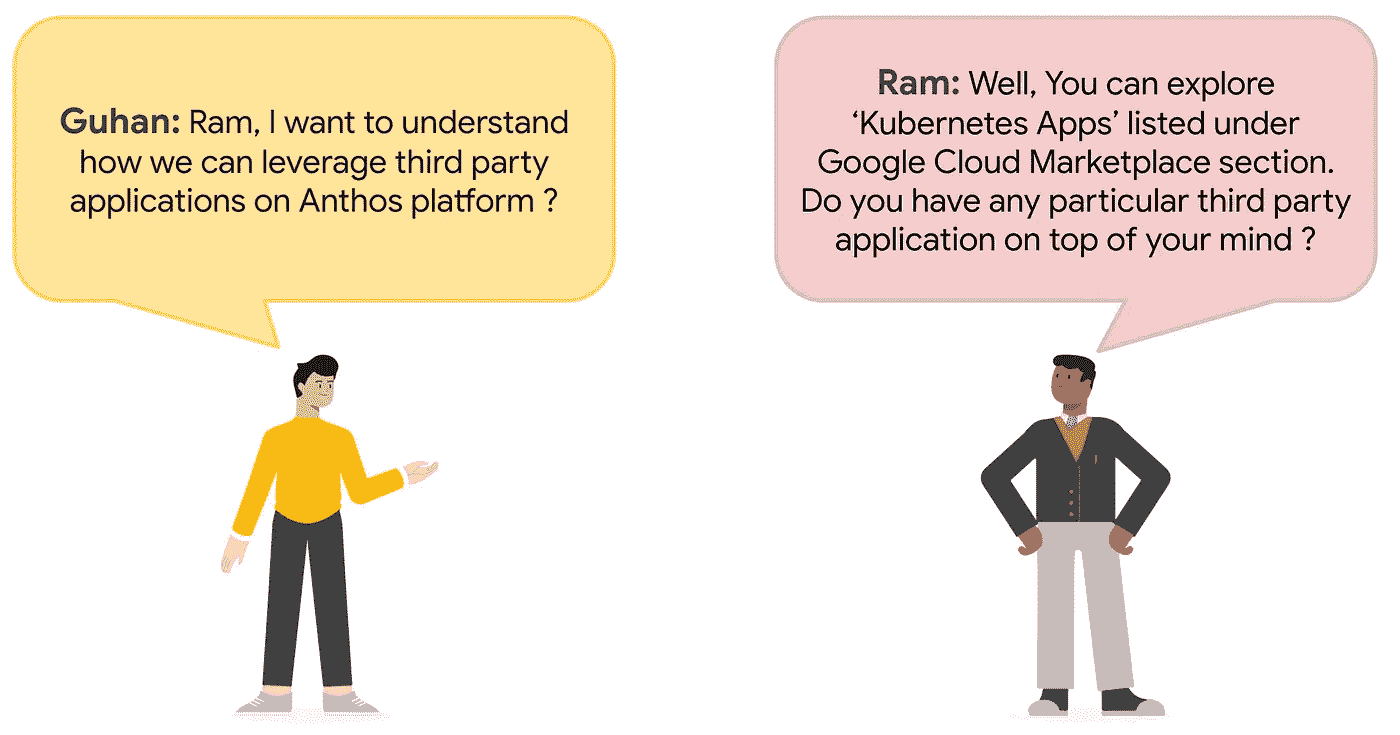 Guhan: Ram, I want to understand
how we can leverage third party
applications on Anthos platform ?
Ram: Well, You can explore
‘Kubernetes Apps’ listed under
Google Cloud Marketplace section.
Do you have any particular third party
application on top of your mind ?